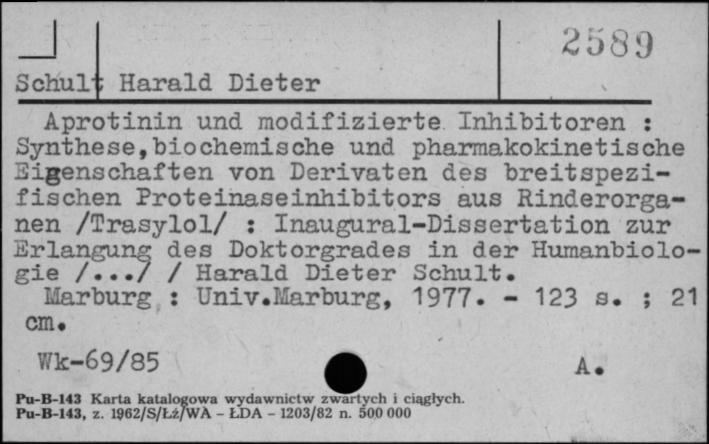 2589
Schult Harald Dieter
Aprotinin und modifizierte Inhibitoren :
Synthese,biochemische und pharmakokinetische
Eigenschaften von Derivaten des breitspezi-
fischen Proteinaseinhibitors aus Rinderorga-
nen /Trasylol/ : Inaugural-Dissertation zur
Erlangung des Doktorgrades in der Humanbiolo-
gie /.../ / Harald Dieter Schult.
Marburg : Univ.Marburg, 1977. - 123 s. ; 21
cm.
Wk-69/85 A.
Pu-B-143 Karta katalogowa wydawnictw zwartych i ciągłych.
Pu-B-143, z. 1962/S/Łż/WA - ŁDA - 1203/82 n. 500 000